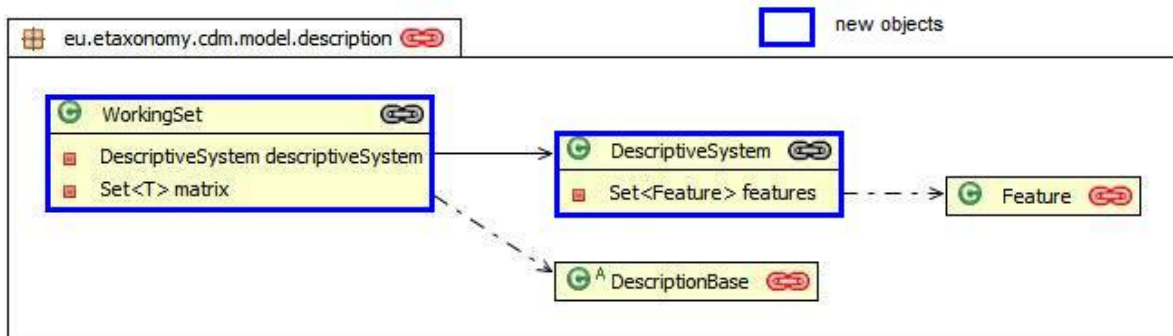 eu.etaxonomy.cdm.model.description
new objects
C WorkingSet
DescriptiveSystem descriptiveSystem
Set<T> matrix
C DescriptiveSystem
Set<Feature> features
C Feature
C A DescriptionBase